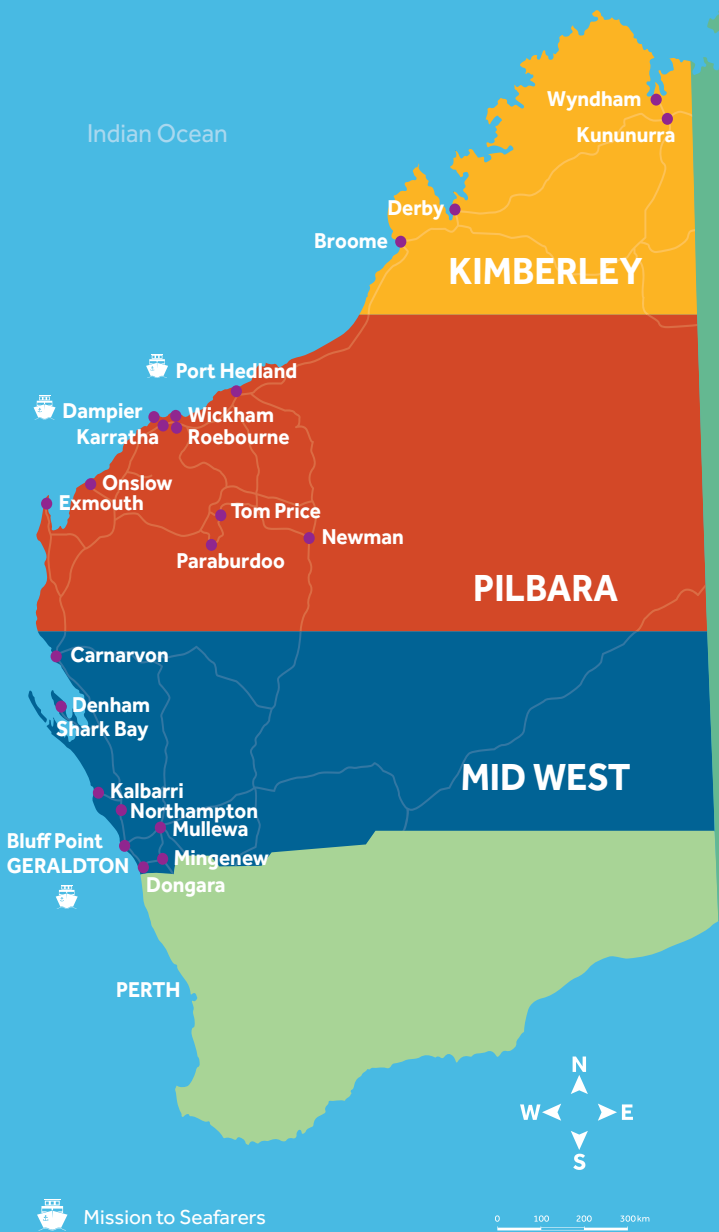 Wyndham
Indian Ocean
Kununurra
Derby
Broome
KIMBERLEY
Port Hedland
Dampier
Wickham
Karratha
Roebourne
Onslow
Exmouth
Tom Price
Newman
Paraburdoo
PILBARA
Carnarvon
Denham
Shark Bay
MID WEST
Kalbarri
Northampton
Mullewa
Bluff Point
GERALDTON
Mingenew
Dongara
PERTH
N
W E
S
Mission to Seafarers
0 100 200 300km